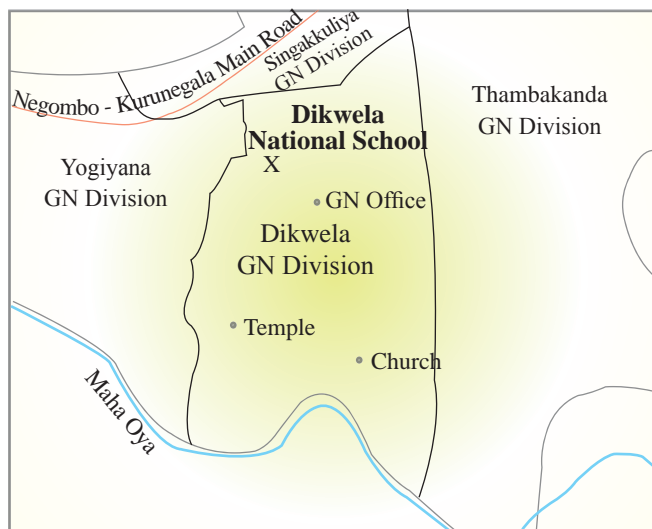 Negombo - Kurunegala Main Road
Singakkuliya
GN Division
Dikwela
National School
X
Thambakanda
GN Division
Yogiyana
GN Division
GN Office
Dikwela
GN Division
Temple
Church
Maha Oya